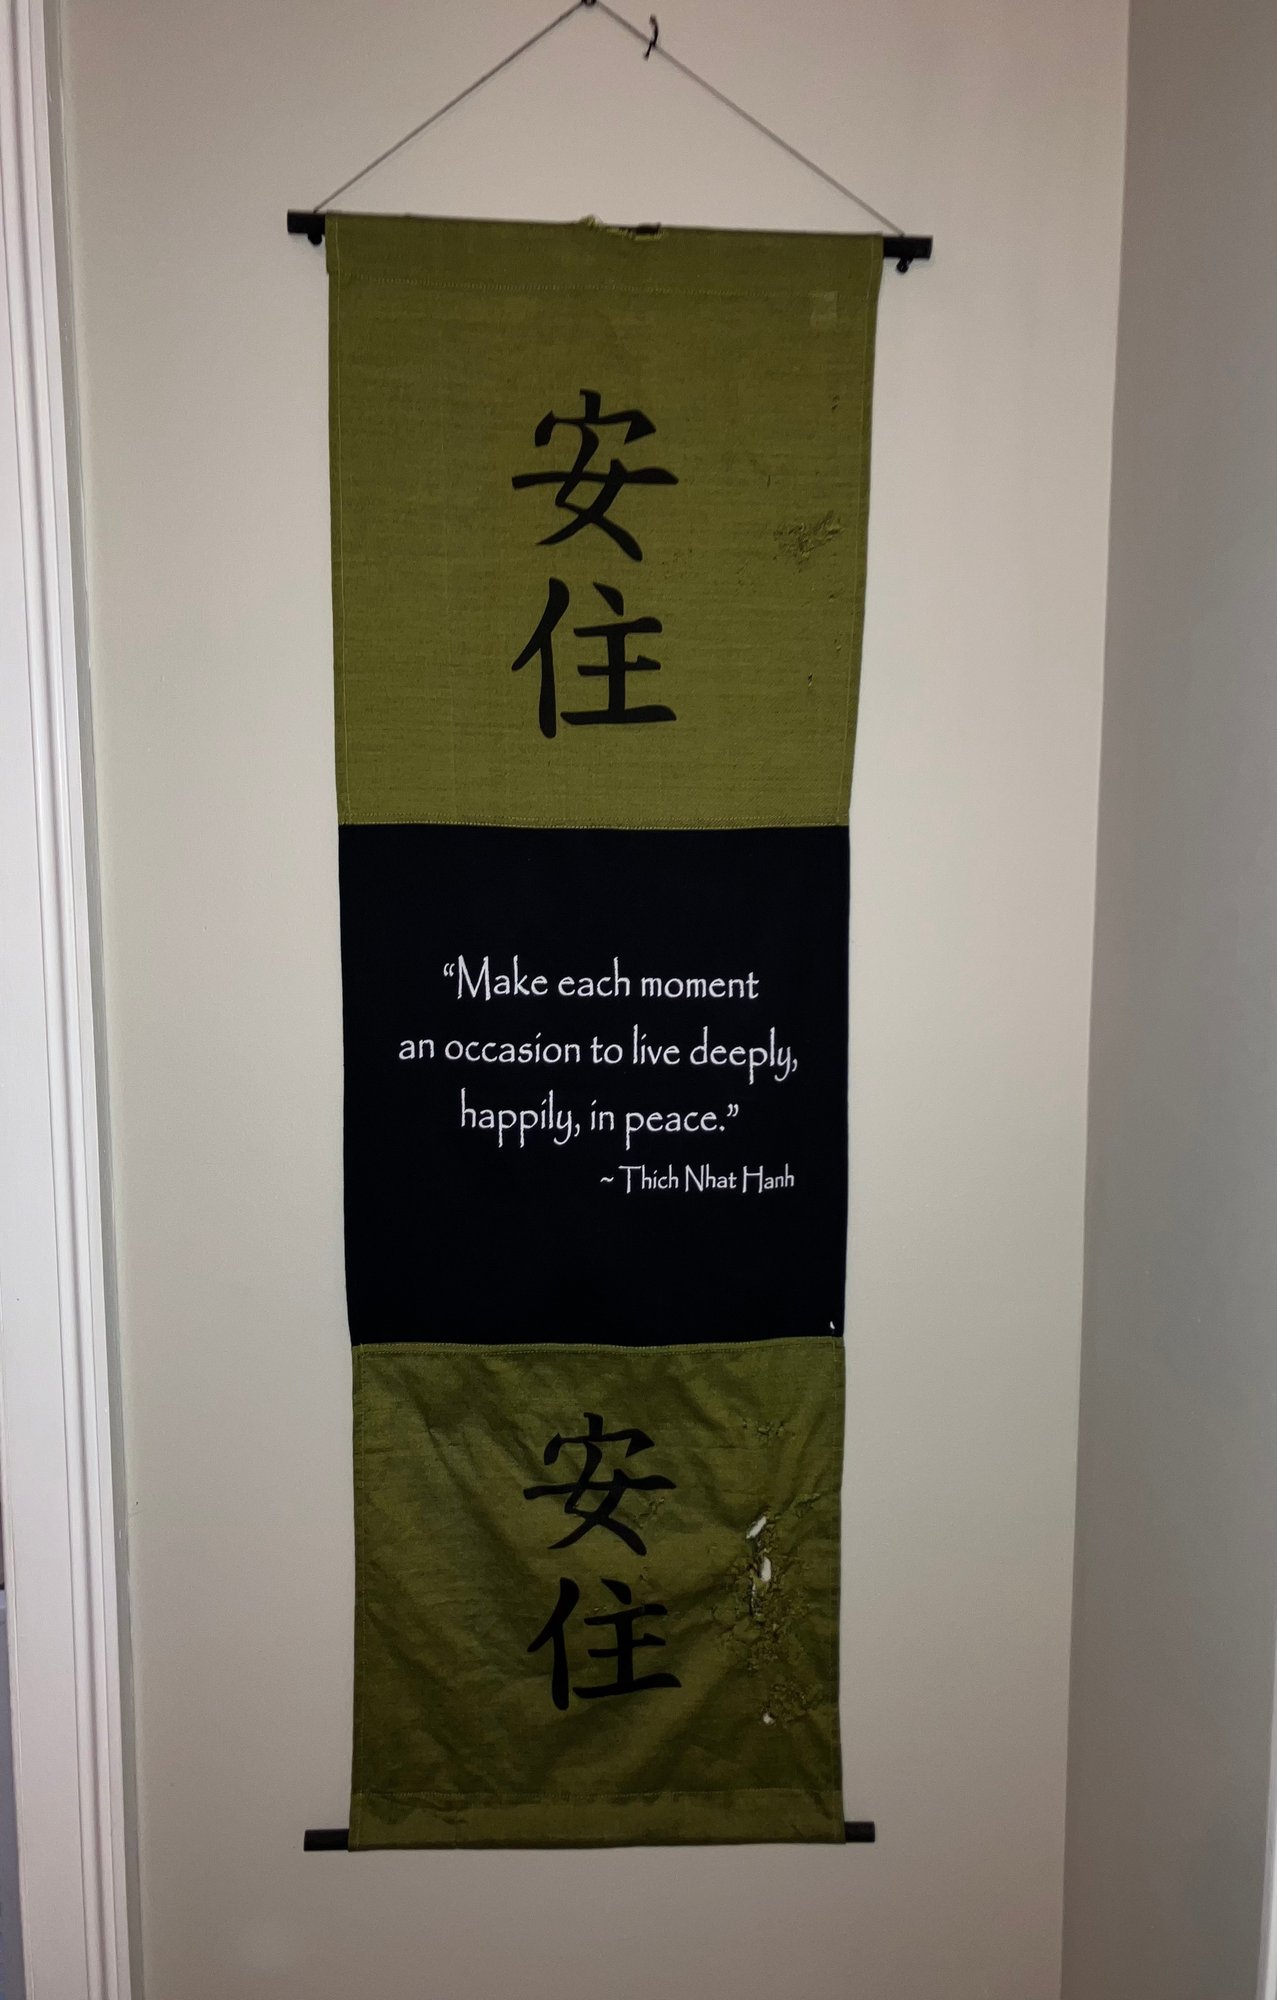 安
住
“Make each moment
an occasion to live deeply,
happily, in peace.”
~ Thich Nhat Hanh
安
住